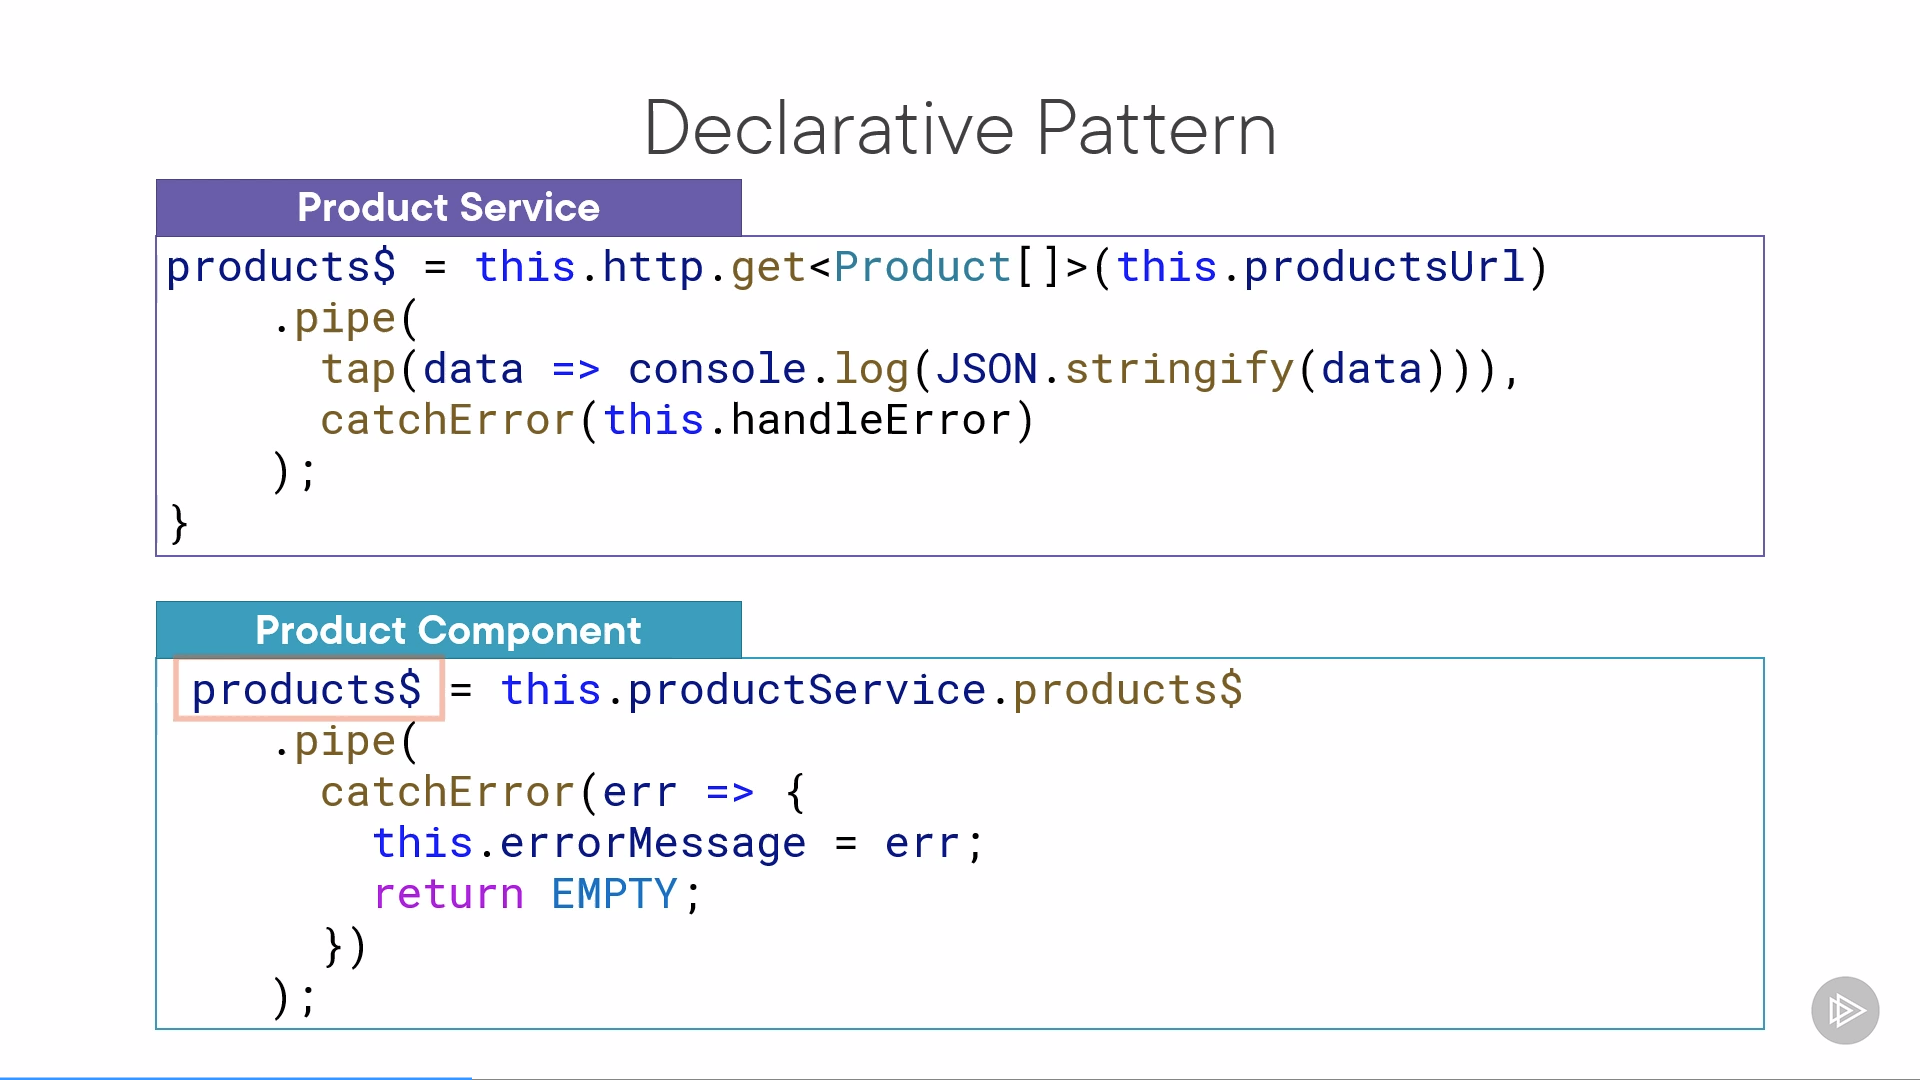 Declarative Pattern
Product Service
products$ = this.http.get<Product[]>(this.productsUrl)
.pipe(
tap(data => console.log(JSON.stringify(data))),
catchError(this.handleError)
);
}
Product Component
products$ = this.productService.products$
.pipe(
catchError(err => {
this.errorMessage = err;
return EMPTY;
})
);